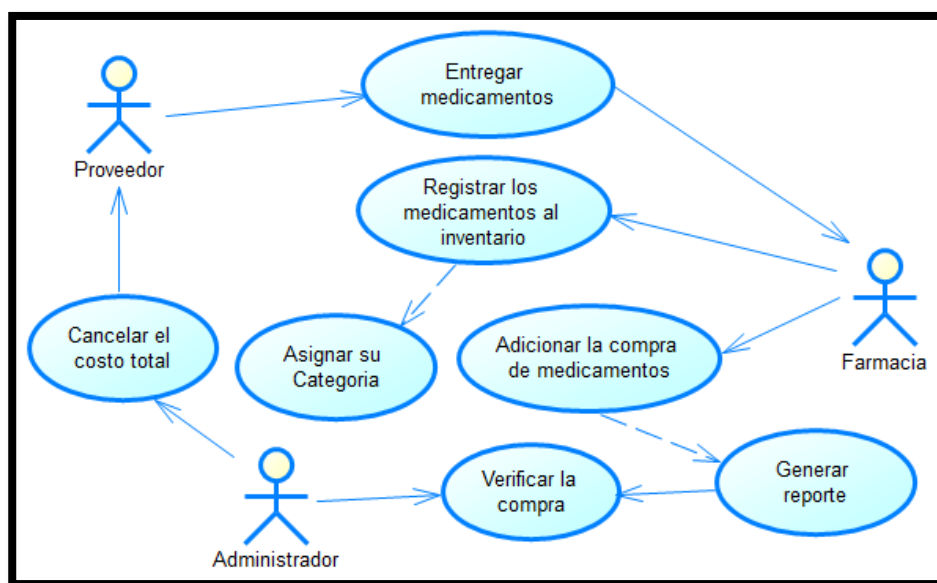 Entregar
medicamentos
Proveedor
Registrar los
medicamentos al
inventario
Cancelar el
costo total
Asignar su
Categoria
Adicionar la compra
de medicamentos
Farmacia
Verificar la
compra
Generar
reporte
Administrador